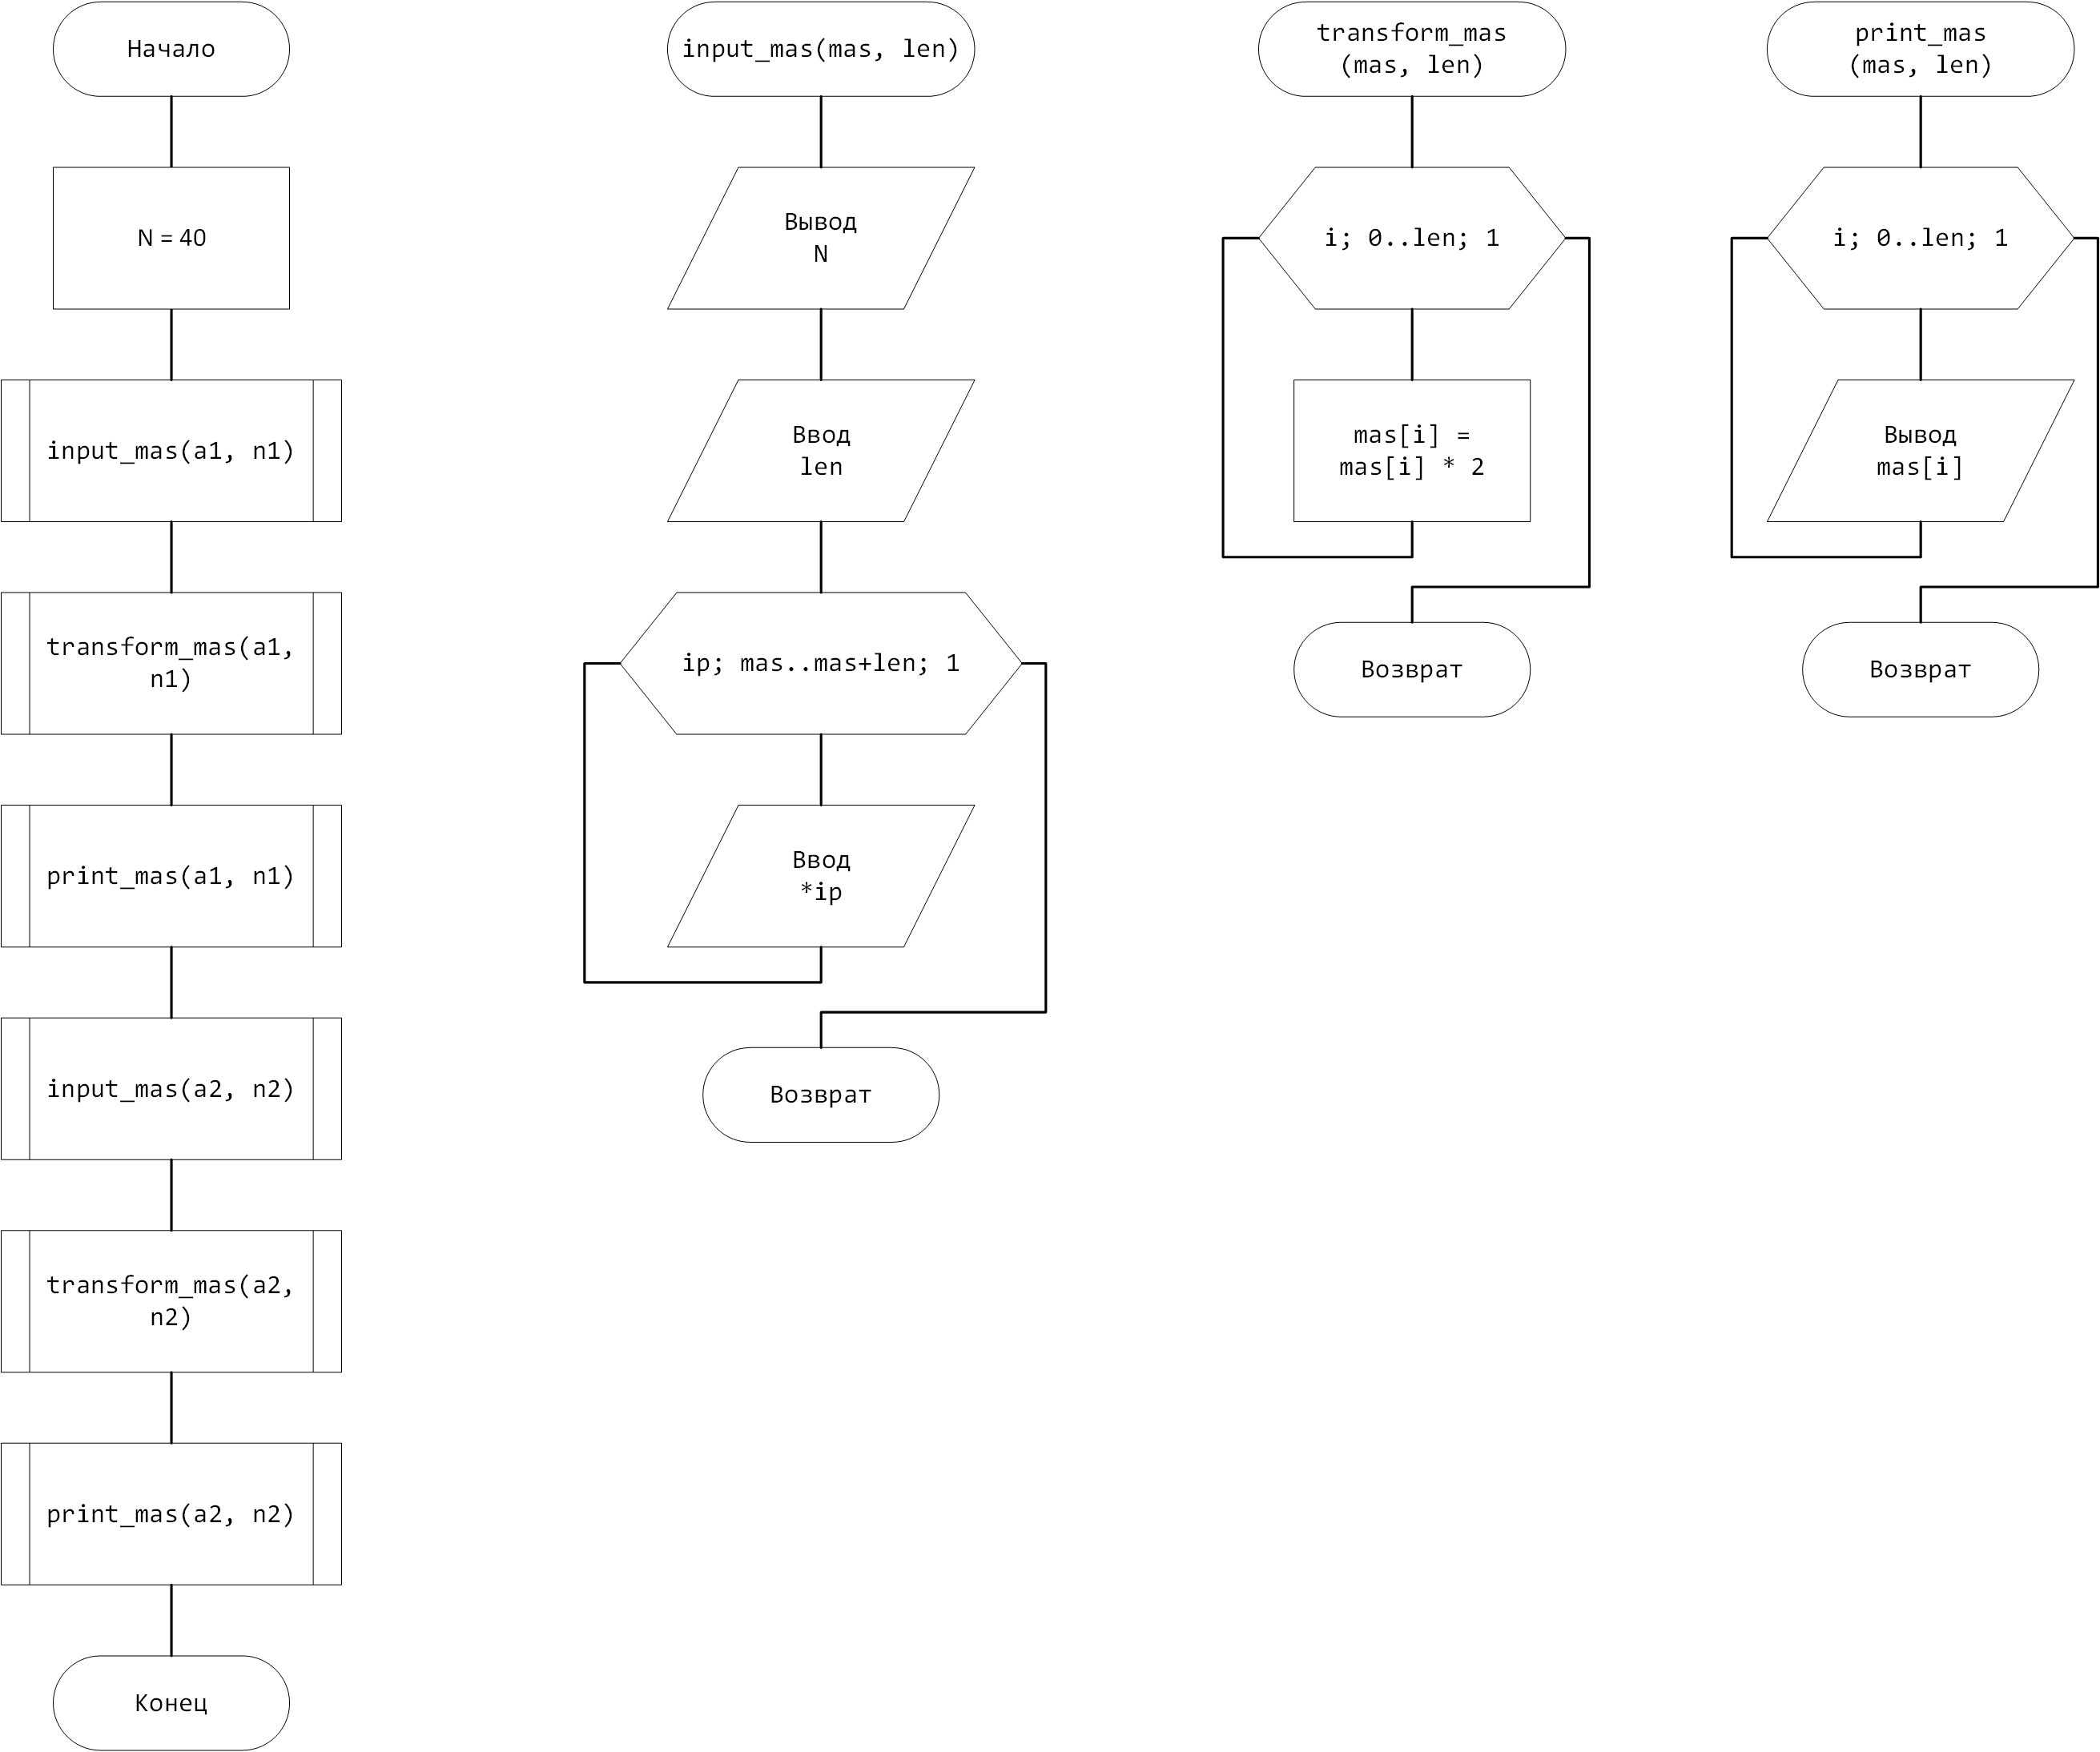 Начало
N = 40
input_mas(a1, n1)
transform_mas(a1,
n1)
print_mas(a1, n1)
input_mas(a2, n2)
transform_mas(a2,
n2)
print_mas(a2, n2)
Конец
input_mas(mas, len)
Вывод
N
Ввод
len
ip; mas..mas+len; 1
Ввод
*ip
Возврат
transform_mas
(mas, len)
i; 0..len; 1
mas[i] =
mas[i] * 2
Возврат
print_mas
(mas, len)
i; 0..len; 1
Вывод
mas[i]
Возврат